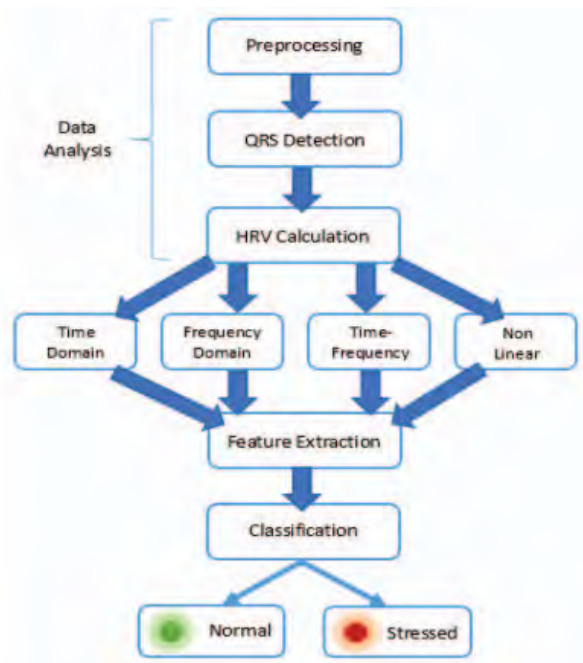 Preprocessing
Data
Analysis
QRS Detection
HRV Calculation
Time
Domain
Frequency
Domain
Time-
Frequency
Non
Linear
Feature Extraction
Classification
Normal
Stressed